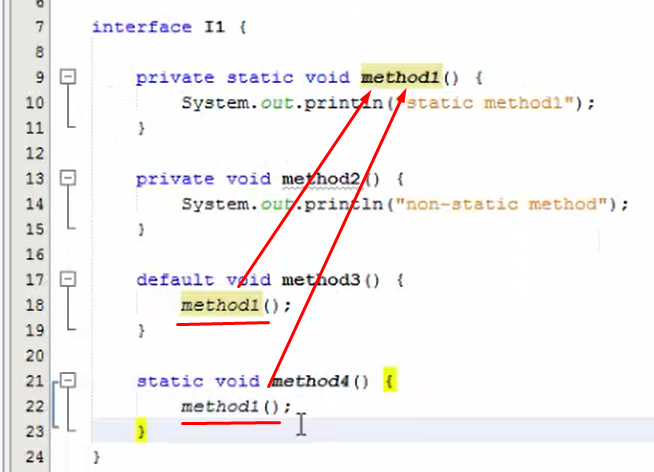 6
7 interface I1 {
8
9 private static void method1() {
10 System.out.println("static method1");
11 }
12
13 private void method2() {
14 System.out.println("non-static method");
15 }
16
17 default void method3() {
18 method1();
19 }
20
21 static void method4() {
22 method1();
23 }
24 }